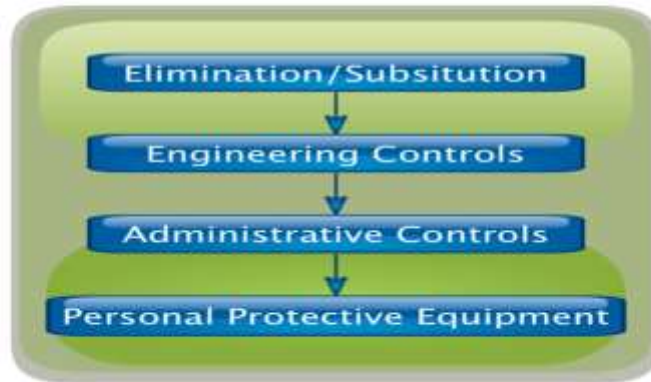 Elimination/Subsitution
Engineering Controls
Administrative Controls
Personal Protective Equipment